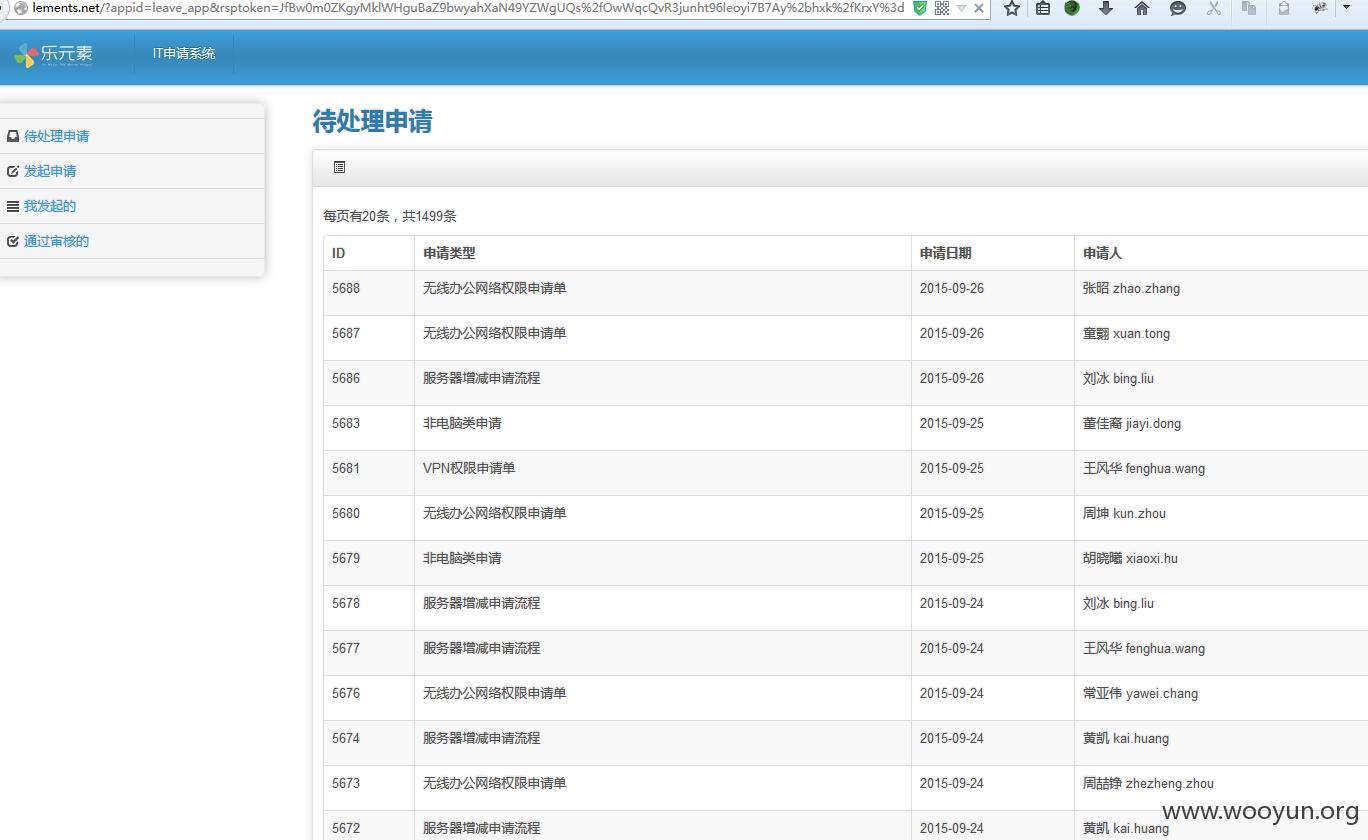 lements.net/?appid=leave_app&rsptoken=JfBw0m0ZKgyMklWHguBaZ9bwyahXaN49YZWgUQs%2fOwWqcQvR3junht96leoyi7B7Ay%2bhxk%2fKrxY%3d
乐元素
IT申请系统
待处理申请
发起申请
我发起的
通过审核的
待处理申请
每页有20条，共1499条
ID 申请类型 申请日期 申请人
5688 无线办公网络权限申请单 2015-09-26 张昭 zhao.zhang
5687 无线办公网络权限申请单 2015-09-26 童翾 xuan.tong
5686 服务器增减申请流程 2015-09-26 刘冰 bing.liu
5683 非电脑类申请 2015-09-25 董佳裔 jiayi.dong
5681 VPN权限申请单 2015-09-25 王风华 fenghua.wang
5680 无线办公网络权限申请单 2015-09-25 周坤 kun.zhou
5679 非电脑类申请 2015-09-25 胡晓曦 xiaoxi.hu
5678 服务器增减申请流程 2015-09-24 刘冰 bing.liu
5677 服务器增减申请流程 2015-09-24 王风华 fenghua.wang
5676 无线办公网络权限申请单 2015-09-24 常亚伟 yawei.chang
5674 服务器增减申请流程 2015-09-24 黄凯 kai.huang
5673 无线办公网络权限申请单 2015-09-24 周喆铮 zhezheng.zhou
5672 服务器增减申请流程 2015-09-24 黄凯 kai.huang
www.wooyun.org